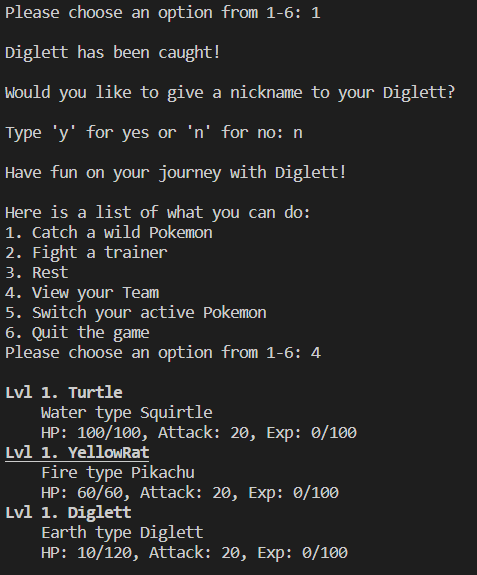 Please choose an option from 1-6: 1
Diglett has been caught!
Would you like to give a nickname to your Diglett?
Type 'y' for yes or 'n' for no: n
Have fun on your journey with Diglett!
Here is a list of what you can do:
1. Catch a wild Pokemon
2. Fight a trainer
3. Rest
4. View your Team
5. Switch your active Pokemon
6. Quit the game
Please choose an option from 1-6: 4
Lvl 1. Turtle
Water type Squirtle
HP: 100/100, Attack: 20, Exp: 0/100
Lvl 1. YellowRat
Fire type Pikachu
HP: 60/60, Attack: 20, Exp: 0/100
Lvl 1. Diglett
Earth type Diglett
HP: 10/120, Attack: 20, Exp: 0/100